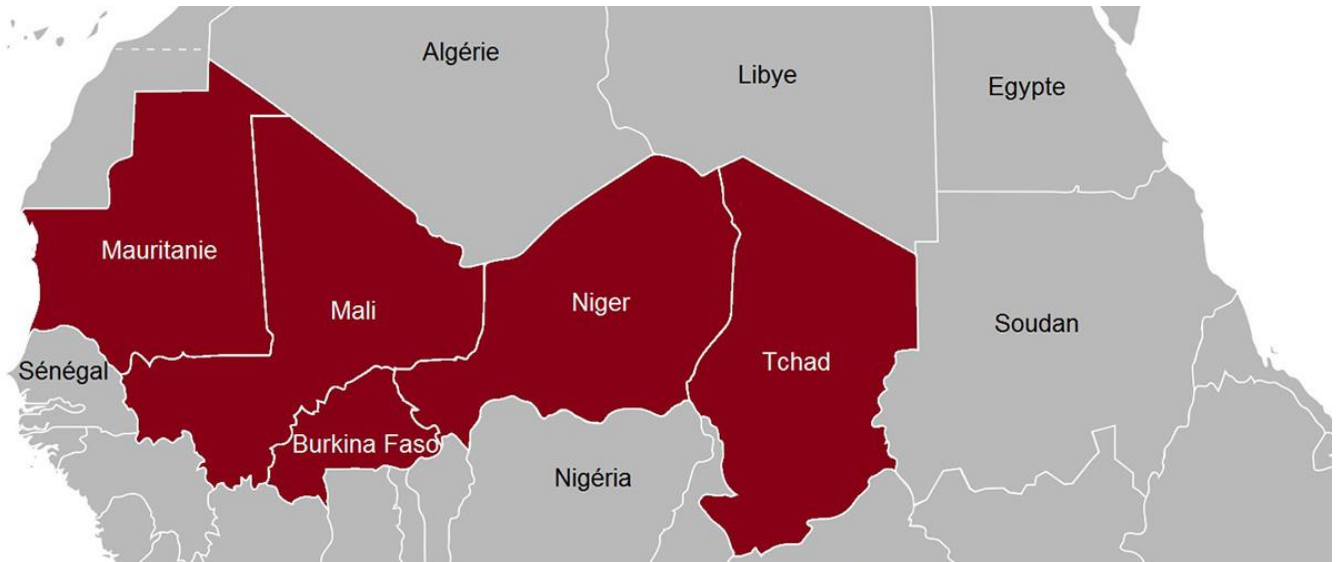 Algérie
Libye
Egypte
Mauritanie
Mali
Niger
Soudan
Tchad
Sénégal
Burkina Faso
Nigéria